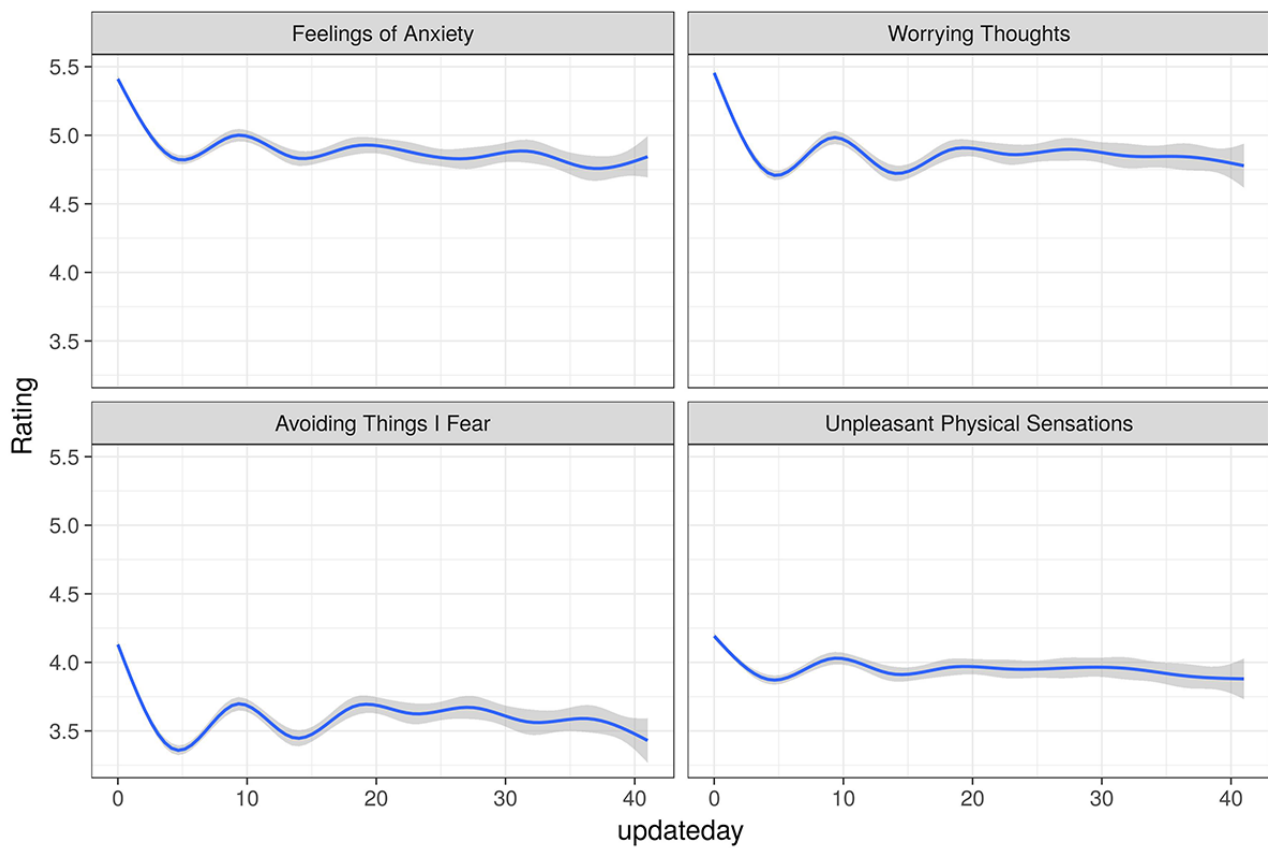 Feelings of Anxiety
Worrying Thoughts
5.5
5.0
4.5
4.0
3.5
Rating
Avoiding Things I Fear
Unpleasant Physical Sensations
5.5
5.0
4.5
4.0
3.5
0 10 20 30 40
0 10 20 30 40
updateday